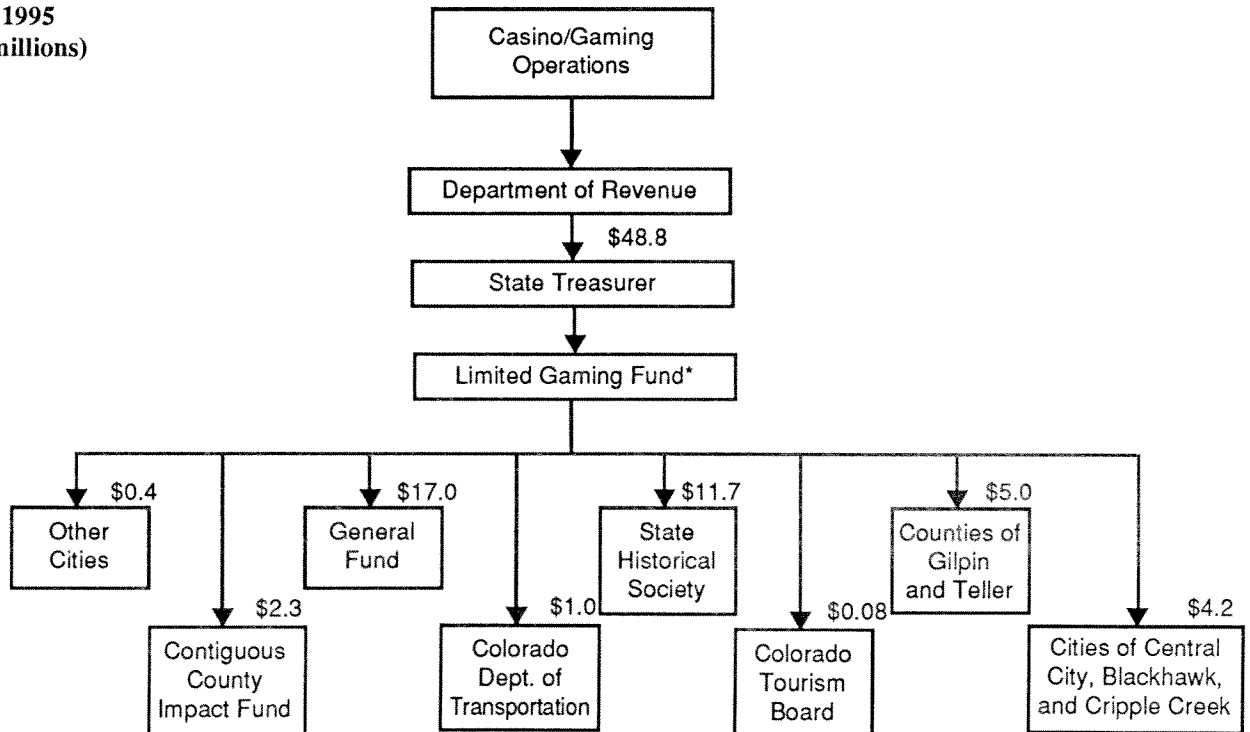 1995
Casino/Gaming
Operations
Department of Revenue
$48.8
State Treasurer
Limited Gaming Fund*
$0.4
Other
Cities
$2.3
Contiguous
County
Impact Fund
$17.0
General
Fund
$1.0
Colorado
Dept. of
Transportation
$11.7
State
Historical
Society
$0.08
Colorado
Tourism
Board
$5.0
Counties of
Gilpin
and Teller
$4.2
Cities of Central
City, Blackhawk,
and Cripple Creek